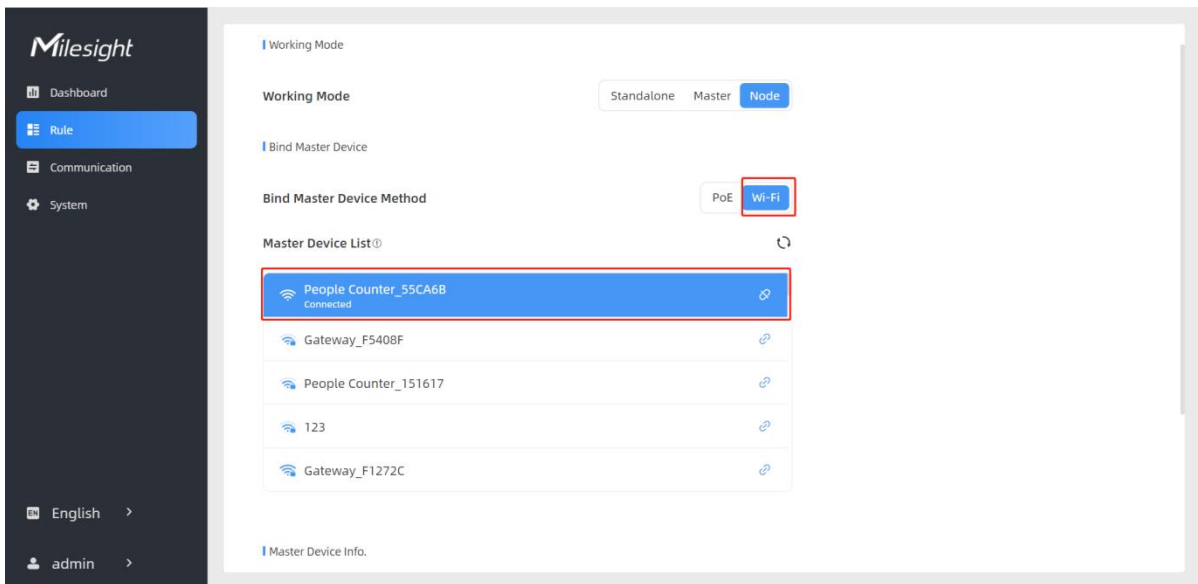 Milesight
Dashboard
Rule
Communication
System
EN English >
admin >
Working Mode
Working Mode Standalone Master Node
Bind Master Device
Bind Master Device Method PoE Wi-Fi
Master Device List
People Counter_55CA6B
Connected
Gateway_F5408F
People Counter_151617
123
Gateway_F1272C
Master Device Info.